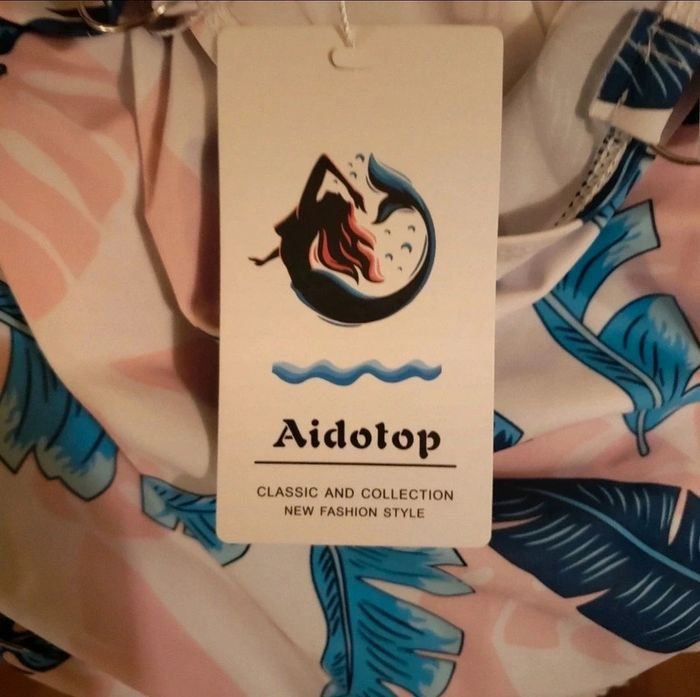 Aidotop
CLASSIC AND COLLECTION
NEW FASHION STYLE